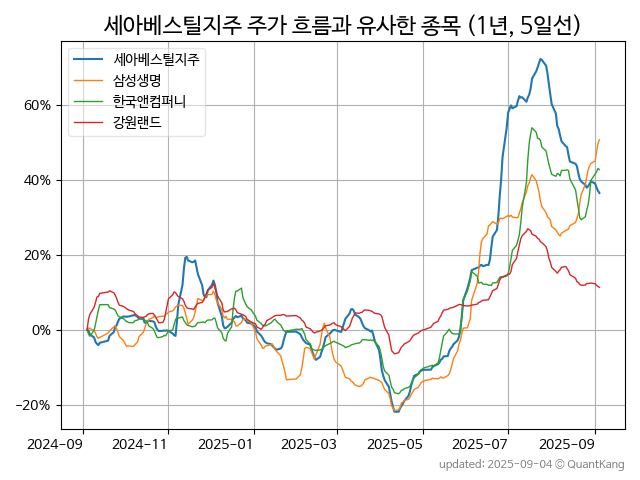 세아베스틸지주 주가 흐름과 유사한 종목 (1년, 5일선)
세아베스틸지주
삼성생명
한국앤컴퍼니
강원랜드
60%
40%
20%
0%
−20%
2024-09 2024-11 2025-01 2025-03 2025-05 2025-07 2025-09
updated: 2025-09-04 © QuantKang